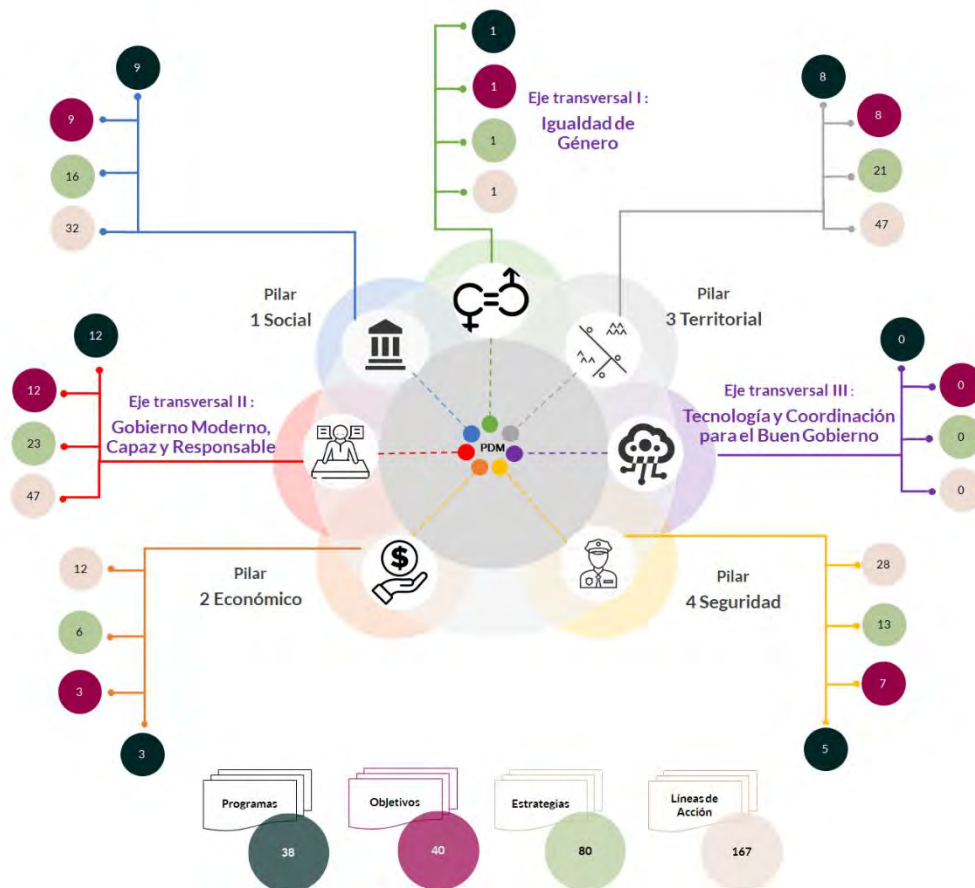 1
9
8
1
9
Eje transversal I :
Igualdad de
Género
8
16
1
21
32
1
47
Pilar
1 Social
Pilar
3 Territorial
12
0
12
Eje transversal II :
Gobierno Moderno,
Capaz y Responsable
23
47
PDM
Eje transversal III :
Tecnología y Coordinación
para el Buen Gobierno
0
0
0
12
Pilar
2 Económico
6
3
3
$
Pilar
4 Seguridad
28
13
7
5
Programas
38
Objetivos
40
Estrategias
80
Líneas de
Acción
167